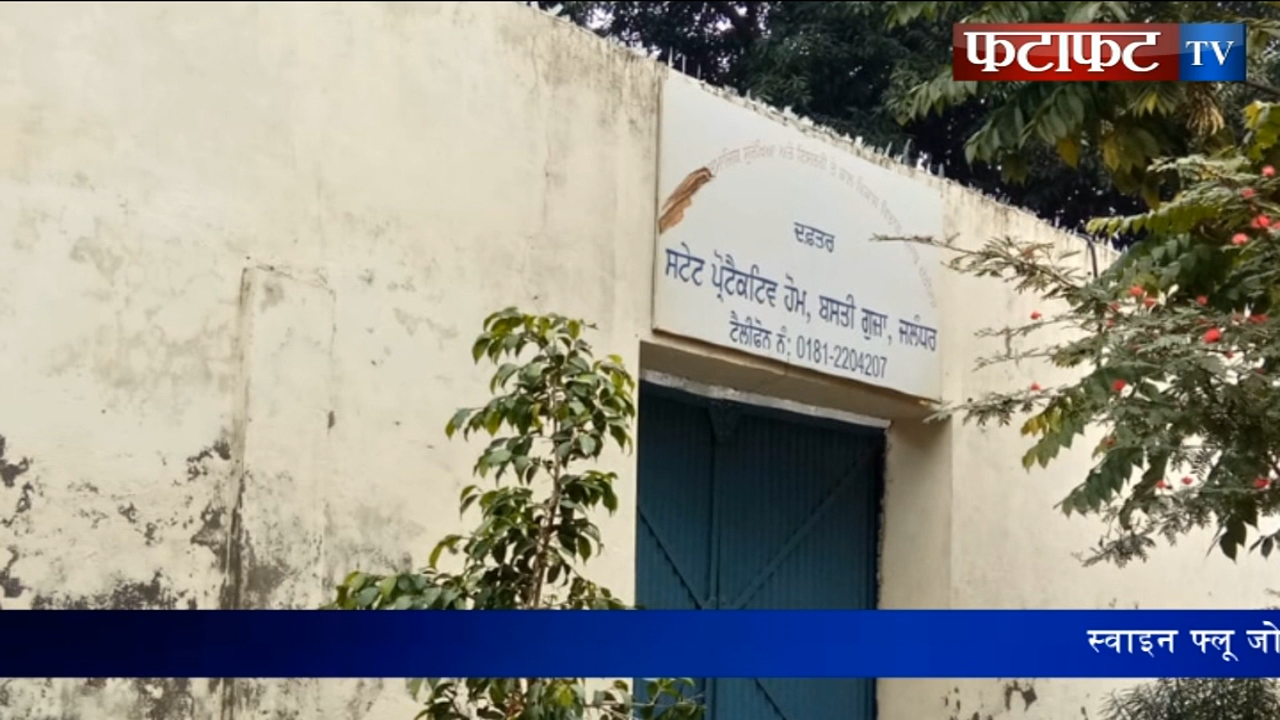 फटाफट TV
ਦਫ਼ਤਰ
ਸਟੇਟ ਪ੍ਰੋਟੈਕਟਿਵ ਹੋਮ, ਬਸਤੀ ਗੁਜ਼ਾ, ਜਲੰਧਰ
ਟੈਲੀਫੋਨ ਨੰ: 0181-2204207
स्वाइन फ्लू जो